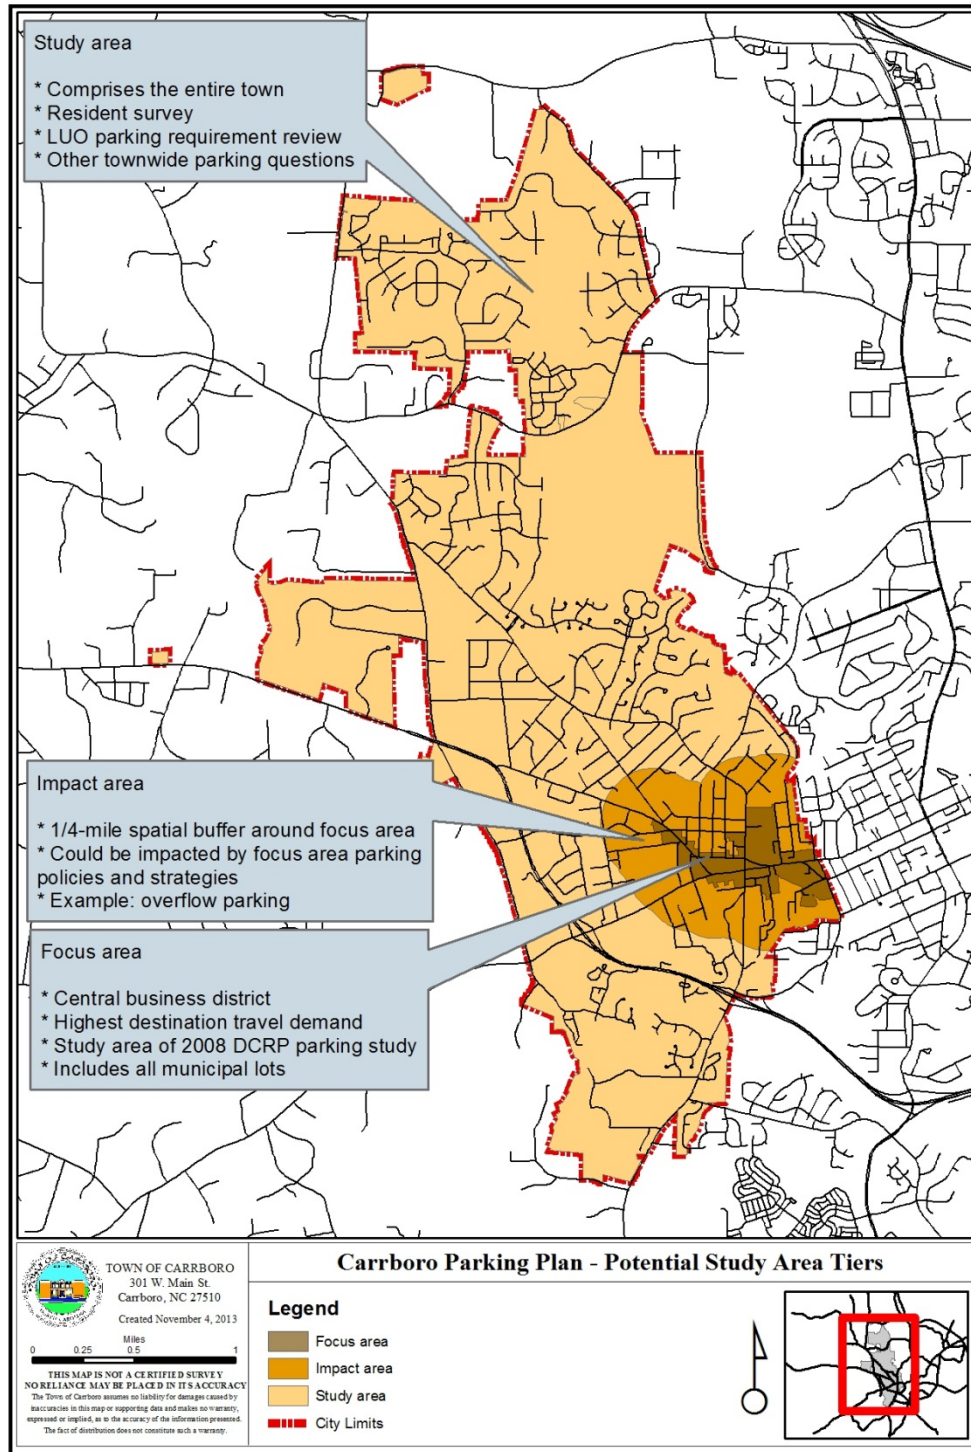 Study area
* Comprises the entire town
* Resident survey
* LUO parking requirement review
* Other townwide parking questions
Impact area
* 1/4-mile spatial buffer around focus area
* Could be impacted by focus area parking
policies and strategies
* Example: overflow parking
Focus area
* Central business district
* Highest destination travel demand
* Study area of 2008 DCRP parking study
* Includes all municipal lots
TOWN OF CARRBORO
301 W. Main St.
Carrboro, NC 27510
Created November 4, 2013
Miles
0 0.25 0.5 1
THIS MAP IS NOT A CERTIFIED SURVEY
NO RELIANCE MAY BE PLACED IN ITS ACCURACY
The Town of Carrboro assumes no liability for damages caused by
inaccuracies in this map or supporting data and makes no warranty,
expressed or implied, as to the accuracy of the information presented.
The fact of distribution does not constitute such a warranty.
Carrboro Parking Plan - Potential Study Area Tiers
Legend
Focus area
Impact area
Study area
City Limits